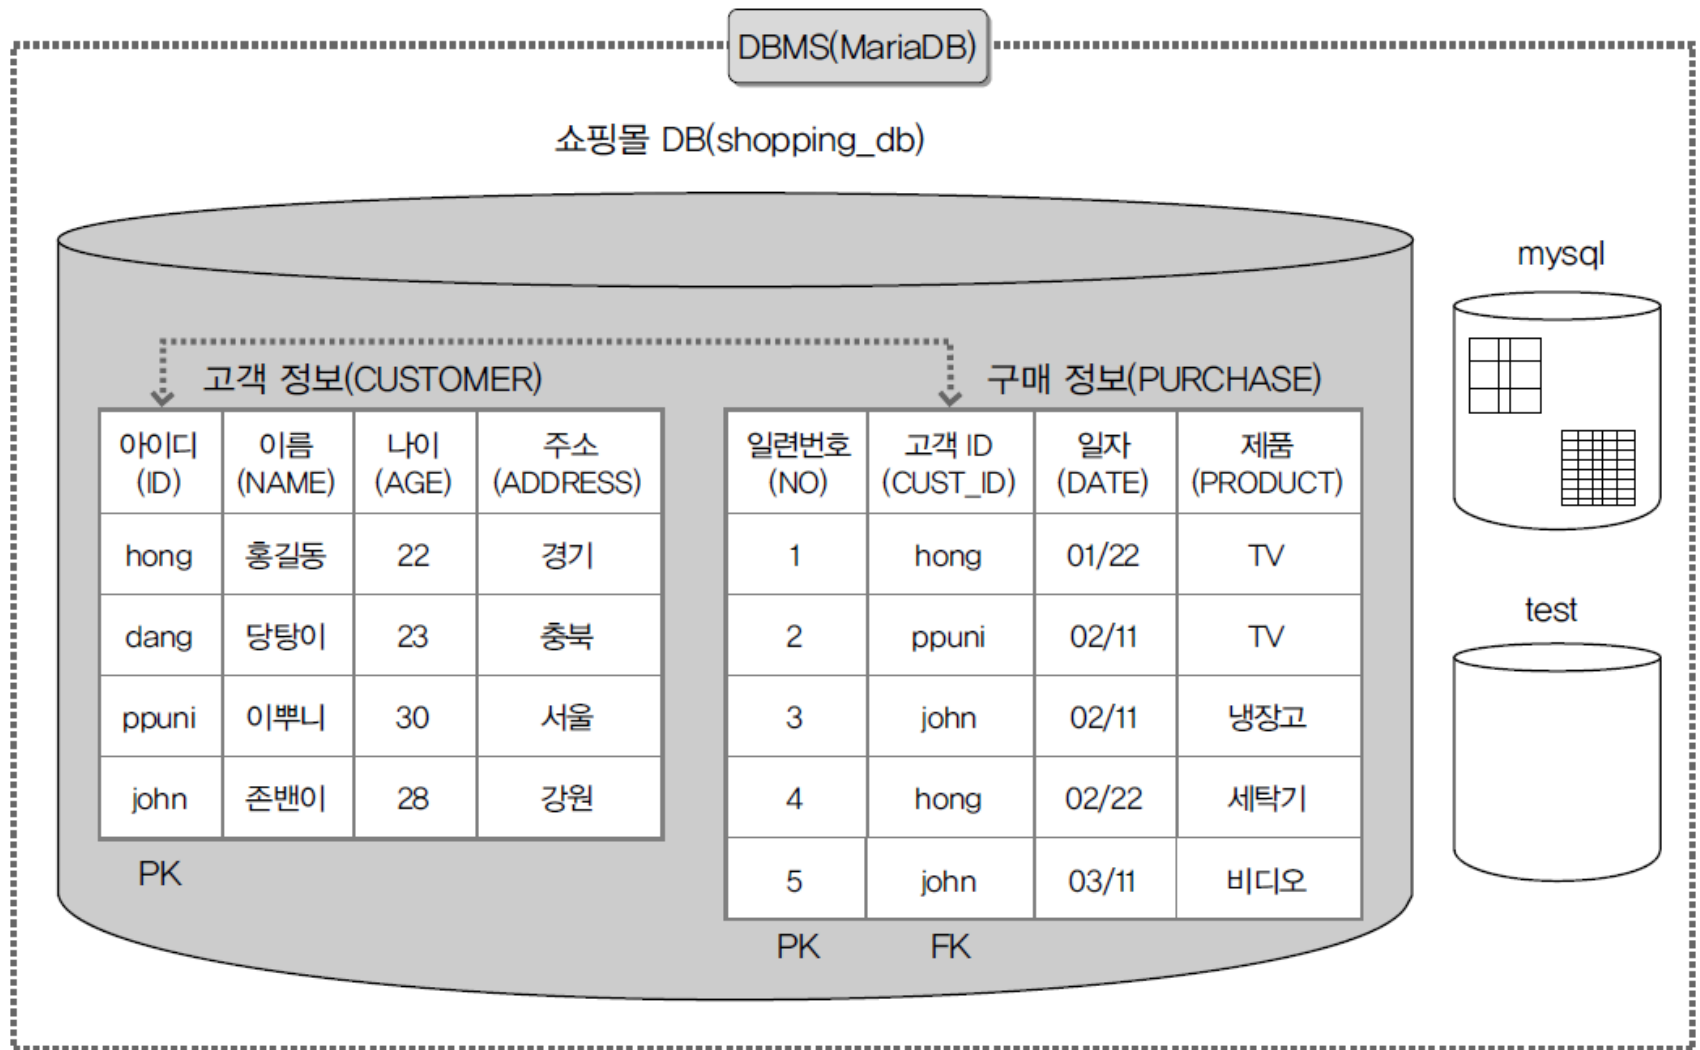 DBMS(MariaDB)
쇼핑몰 DB(shopping_db)
mysql
고객 정보(CUSTOMER)
구매 정보(PURCHASE)
아이디 이름 나이 주소
(ID) (NAME) (AGE) (ADDRESS)
hong 홍길동 22 경기
dang 당탕이 23 충북
ppuni 이뿌니 30 서울
john 존밴이 28 강원
PK
일련번호 고객 ID 일자 제품
(NO) (CUST_ID) (DATE) (PRODUCT)
1 hong 01/22 TV
2 ppuni 02/11 TV
3 john 02/11 냉장고
4 hong 02/22 세탁기
5 john 03/11 비디오
PK FK
test